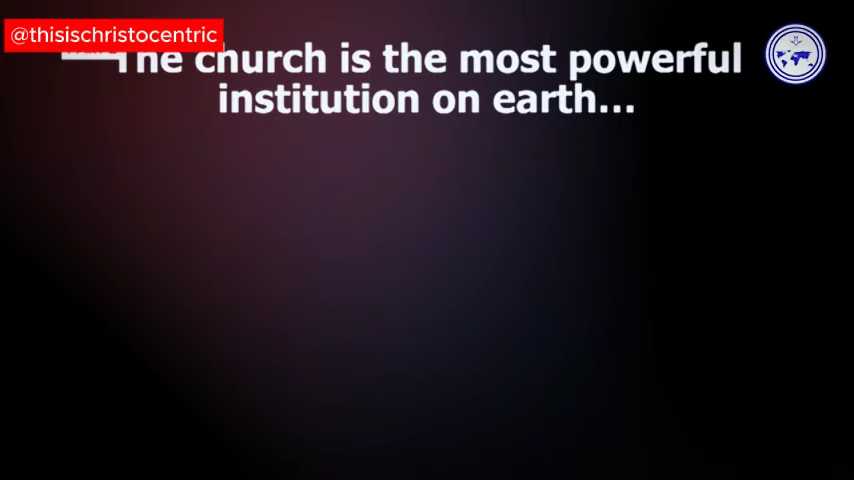 @thisischristocentric
The church is the most powerful
institution on earth...